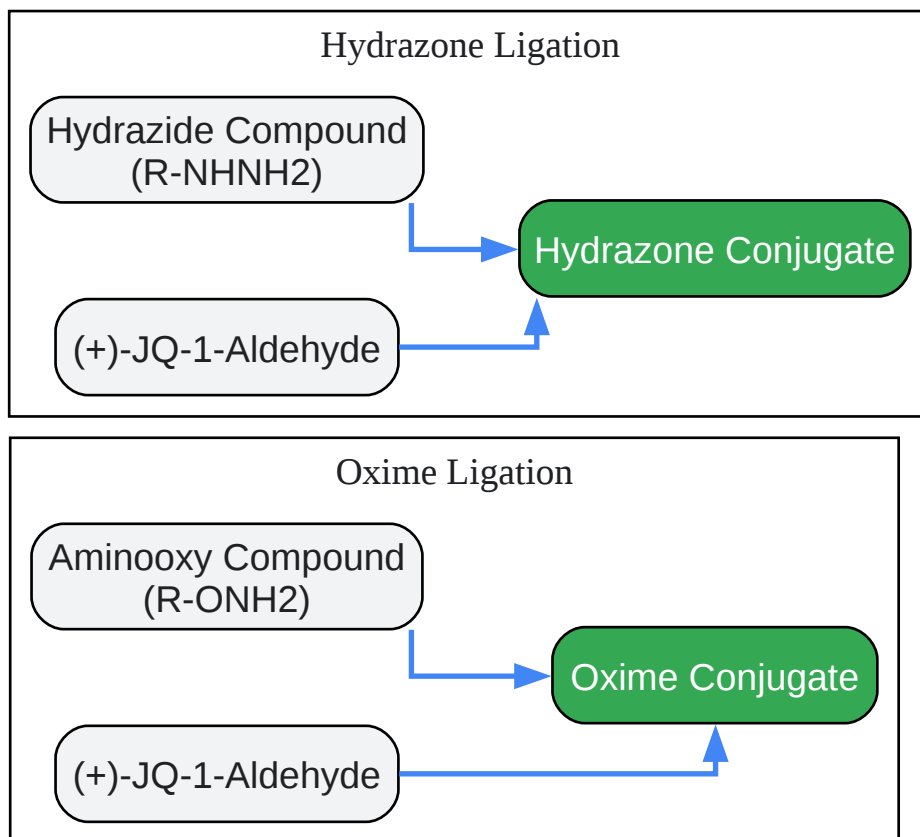 Hydrazone Ligation
Hydrazide Compound
(R-NHNH2)
Hydrazone Conjugate
(+)-JQ-1-Aldehyde
Oxime Ligation
Aminooxy Compound
(R-ONH2)
Oxime Conjugate
(+)-JQ-1-Aldehyde